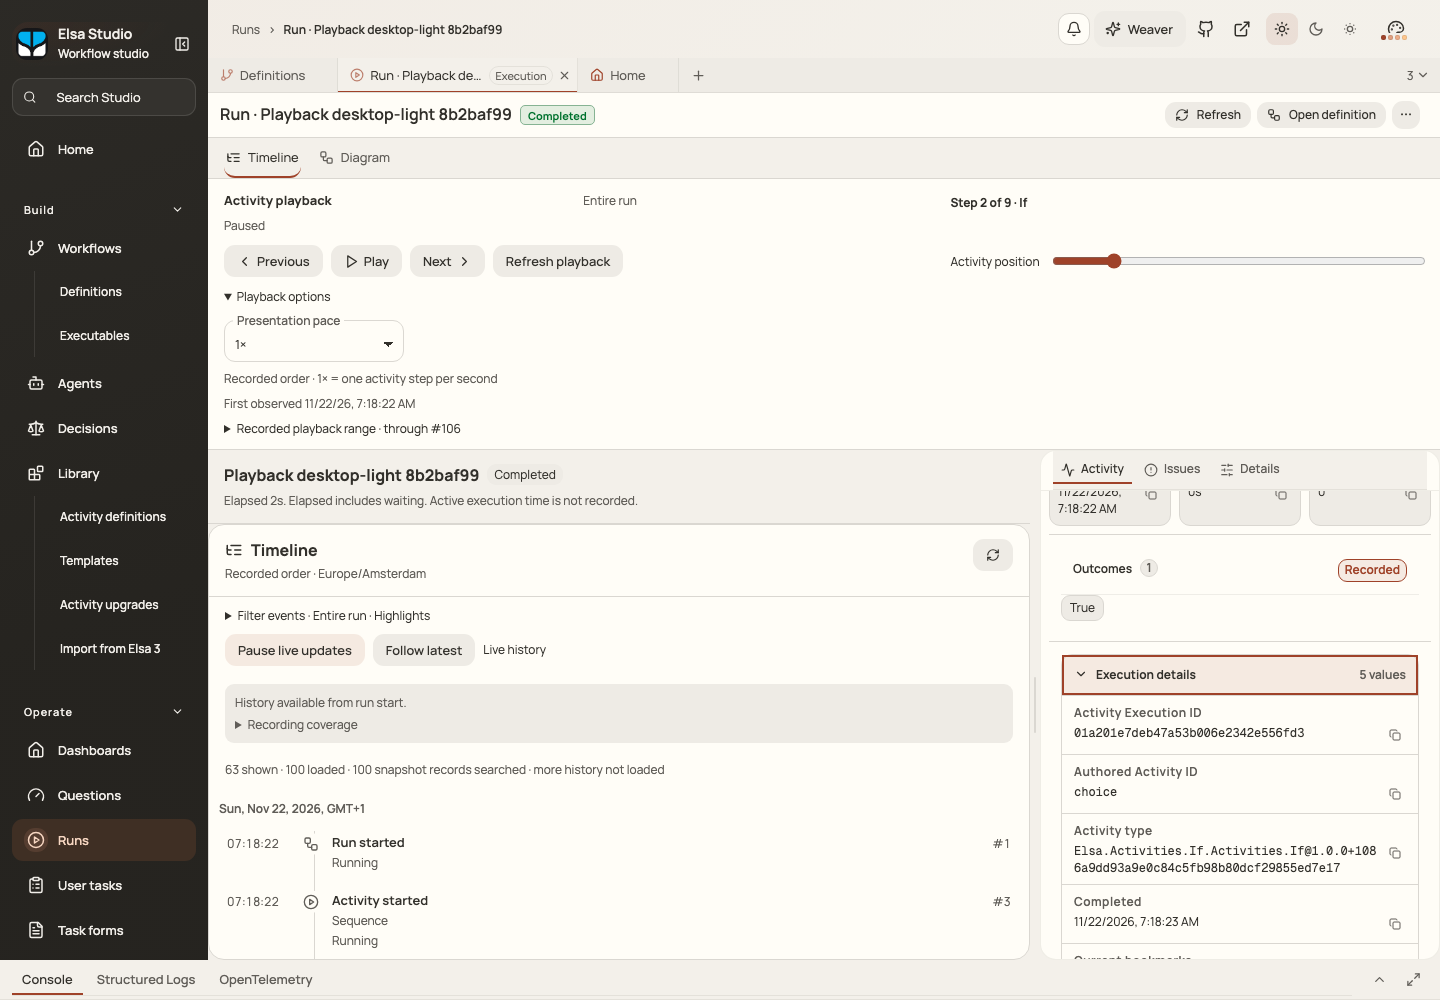 Elsa Studio
Workflow studio
Search Studio
Home
Build
Workflows
Definitions
Executables
Agents
Decisions
Library
Activity definitions
Templates
Activity upgrades
Import from Elsa 3
Operate
Dashboards
Questions
Runs
User tasks
Task forms
Runs › Run · Playback desktop-light 8b2baf99
Weaver
Definitions
Run · Playback de... Execution
Home
3
Run · Playback desktop-light 8b2baf99 Completed
Refresh
Open definition
Timeline
Diagram
Activity playback
Entire run
Step 2 of 9 · If
Paused
Previous
Play
Next
Refresh playback
Activity position
Playback options
Presentation pace
1×
Recorded order · 1× = one activity step per second
First observed 11/22/26, 7:18:22 AM
Recorded playback range · through #106
Playback desktop-light 8b2baf99 Completed
Elapsed 2s. Elapsed includes waiting. Active execution time is not recorded.
Timeline
Recorded order · Europe/Amsterdam
Filter events · Entire run · Highlights
Pause live updates
Follow latest
Live history
History available from run start.
Recording coverage
63 shown · 100 loaded · 100 snapshot records searched · more history not loaded
Sun, Nov 22, 2026, GMT+1
07:18:22 Run started #1
Running
07:18:22 Activity started #3
Sequence
Running
Activity
Issues
Details
11/22/2026,
7:18:22 AM
0s
0
Outcomes 1 Recorded
True
Execution details 5 values
Activity Execution ID
01a201e7deb47a53b006e2342e556fd3
Authored Activity ID
choice
Activity type
Elsa.Activities.If.Activities.If@1.0.0+108
6a9dd93a9e0c84c5fb98b80dcf29855ed7e17
Completed
11/22/2026, 7:18:23 AM
Current bookmarks
Console
Structured Logs
OpenTelemetry